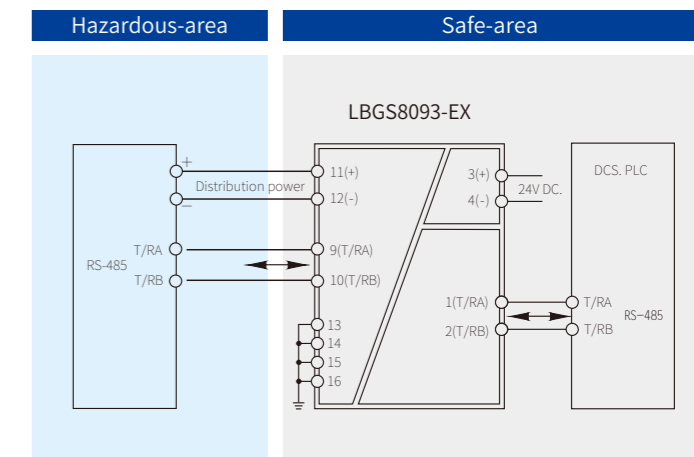 Hazardous-area
Safe-area
LBGS8093-EX
+
Distribution power
−
RS-485
T/RA
T/RB
11(+)
12(-)
9(T/RA)
10(T/RB)
13
14
15
16
3(+)
4(-)
24V DC.
1(T/RA)
2(T/RB)
DCS. PLC
T/RA
T/RB
RS-485